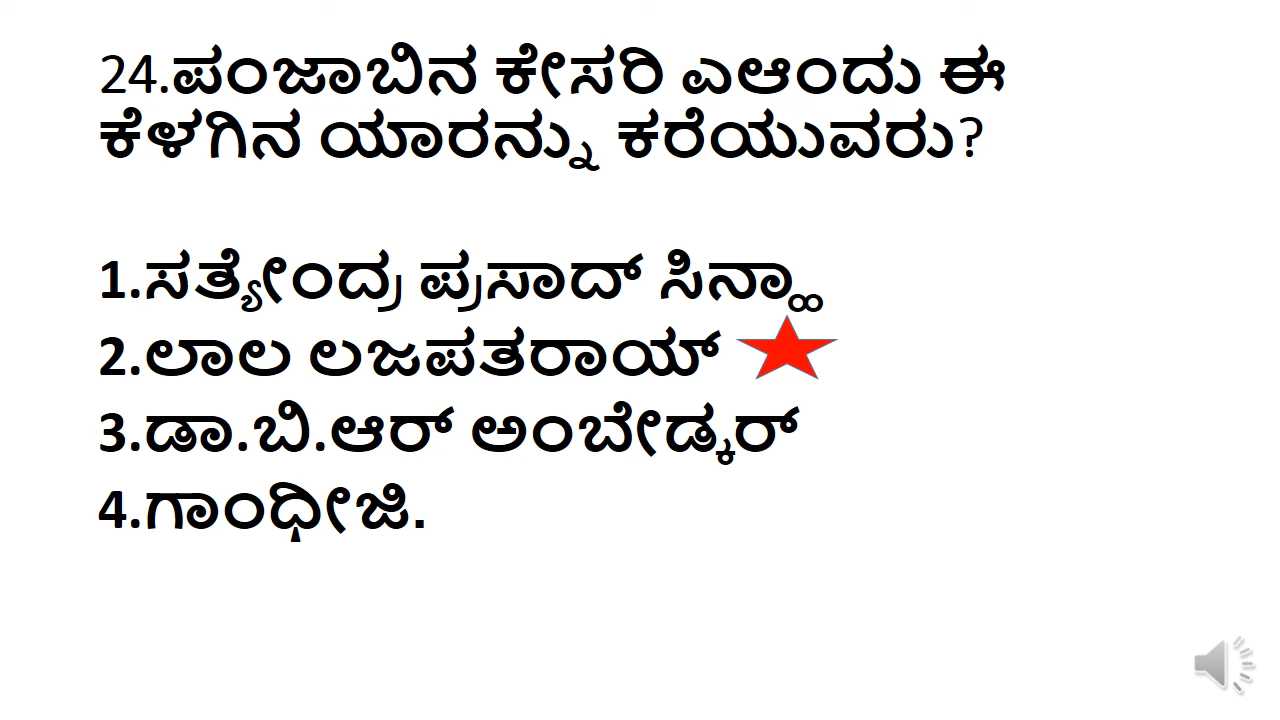 24.ಪಂಜಾಬಿನ ಕೇಸರಿ ಎಆಂದು ಈ
ಕೆಳಗಿನ ಯಾರನ್ನು ಕರೆಯುವರು?
1.ಸತ್ಯೇಂದ್ರ ಪ್ರಸಾದ್ ಸಿನ್ಹಾ
2.ಲಾಲ ಲಜಪತರಾಯ್
3.ಡಾ.ಬಿ.ಆರ್ ಅಂಬೇಡ್ಕರ್
4.ಗಾಂಧೀಜಿ.